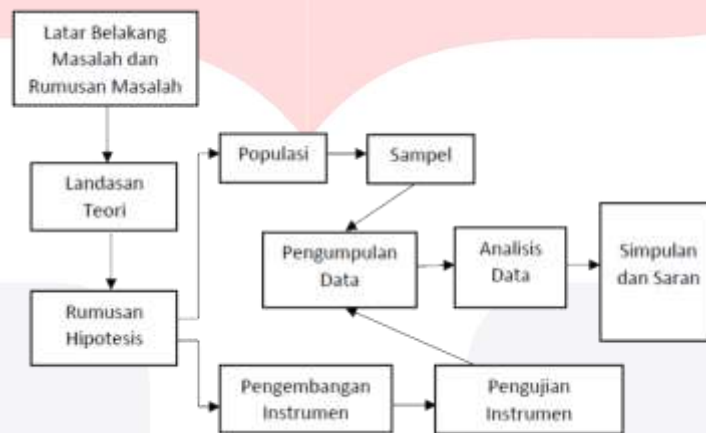 Latar Belakang
Masalah dan
Rumusan Masalah
Landasan
Teori
Rumusan
Hipotesis
Populasi
Sampel
Pengumpulan
Data
Analisis
Data
Simpulan
dan Saran
Pengembangan
Instrumen
Pengujian
Instrumen